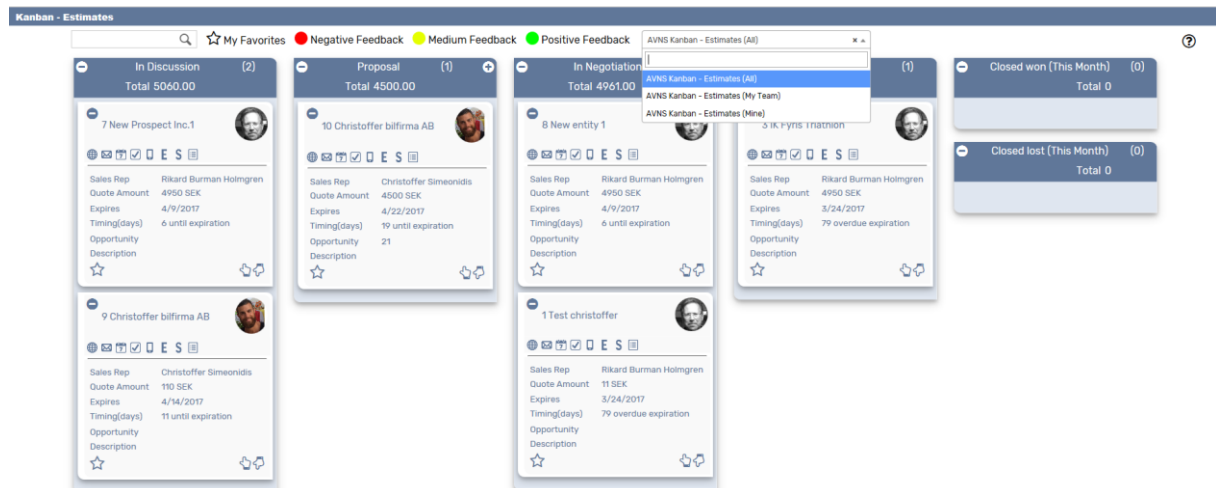 Kanban - Estimates
My Favorites Negative Feedback Medium Feedback Positive Feedback AVNS Kanban - Estimates (All) ×
AVNS Kanban - Estimates (All)
AVNS Kanban - Estimates (My Team)
AVNS Kanban - Estimates (Mine)
In Discussion (2)
Total 5060.00
7 New Prospect Inc.1
E S
Sales Rep Rikard Burman Holmgren
Quote Amount 4950 SEK
Expires 4/9/2017
Timing(days) 6 until expiration
Opportunity
Description
9 Christoffer bilfirma AB
E S
Sales Rep Christoffer Simeonidis
Quote Amount 110 SEK
Expires 4/14/2017
Timing(days) 11 until expiration
Opportunity
Description
Proposal (1)
Total 4500.00
10 Christoffer bilfirma AB
E S
Sales Rep Christoffer Simeonidis
Quote Amount 4500 SEK
Expires 4/22/2017
Timing(days) 19 until expiration
Opportunity 21
Description
In Negotiation
Total 4961.00
8 New entity 1
E S
Sales Rep Rikard Burman Holmgren
Quote Amount 4950 SEK
Expires 4/9/2017
Timing(days) 6 until expiration
Opportunity
Description
1 Test christoffer
E S
Sales Rep Rikard Burman Holmgren
Quote Amount 11 SEK
Expires 3/24/2017
Timing(days) 79 overdue expiration
Opportunity
Description
(1)
3 IK Fyris Triathlon
E S
Sales Rep Rikard Burman Holmgren
Quote Amount 4950 SEK
Expires 3/24/2017
Timing(days) 79 overdue expiration
Opportunity
Description
Closed won (This Month) (0)
Total 0
Closed lost (This Month) (0)
Total 0